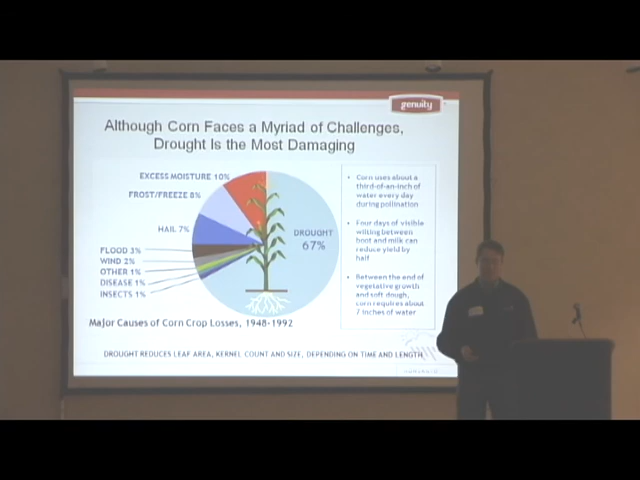 genuity
Although Corn Faces a Myriad of Challenges,
Drought Is the Most Damaging
EXCESS MOISTURE 10%
FROST/FREEZE 8%
HAIL 7%
FLOOD 3%
WIND 2%
OTHER 1%
DISEASE 1%
INSECTS 1%
DROUGHT
67%
• Corn uses about a
third-of-an-inch of
water every day
during pollination
• Four days of visible
wilting between
boot and milk can
reduce yield by
half
• Between the end of
vegetative growth
and soft dough,
corn requires about
7 inches of water
Major Causes of Corn Crop Losses, 1948-1992
DROUGHT REDUCES LEAF AREA, KERNEL COUNT AND SIZE, DEPENDING ON TIME AND LENGTH